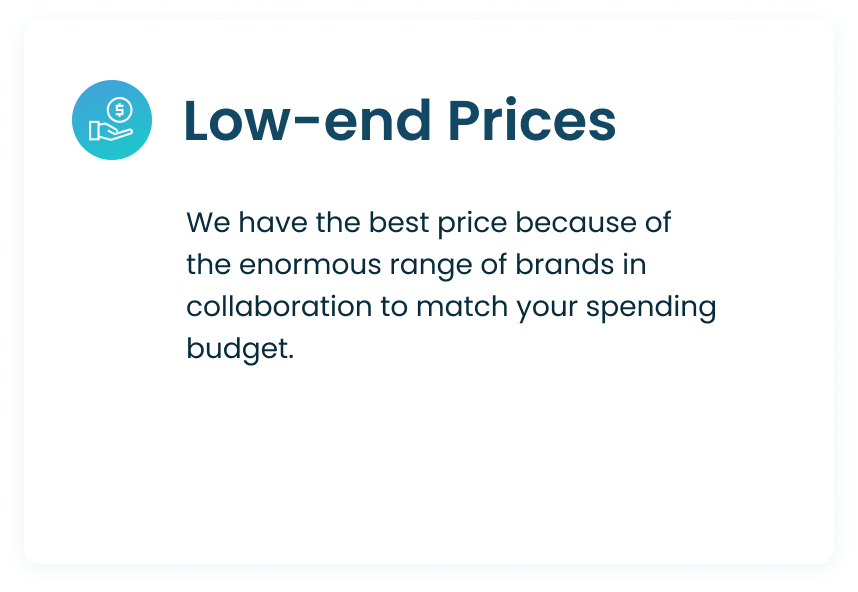 Low-end Prices
We have the best price because of
the enormous range of brands in
collaboration to match your spending
budget.